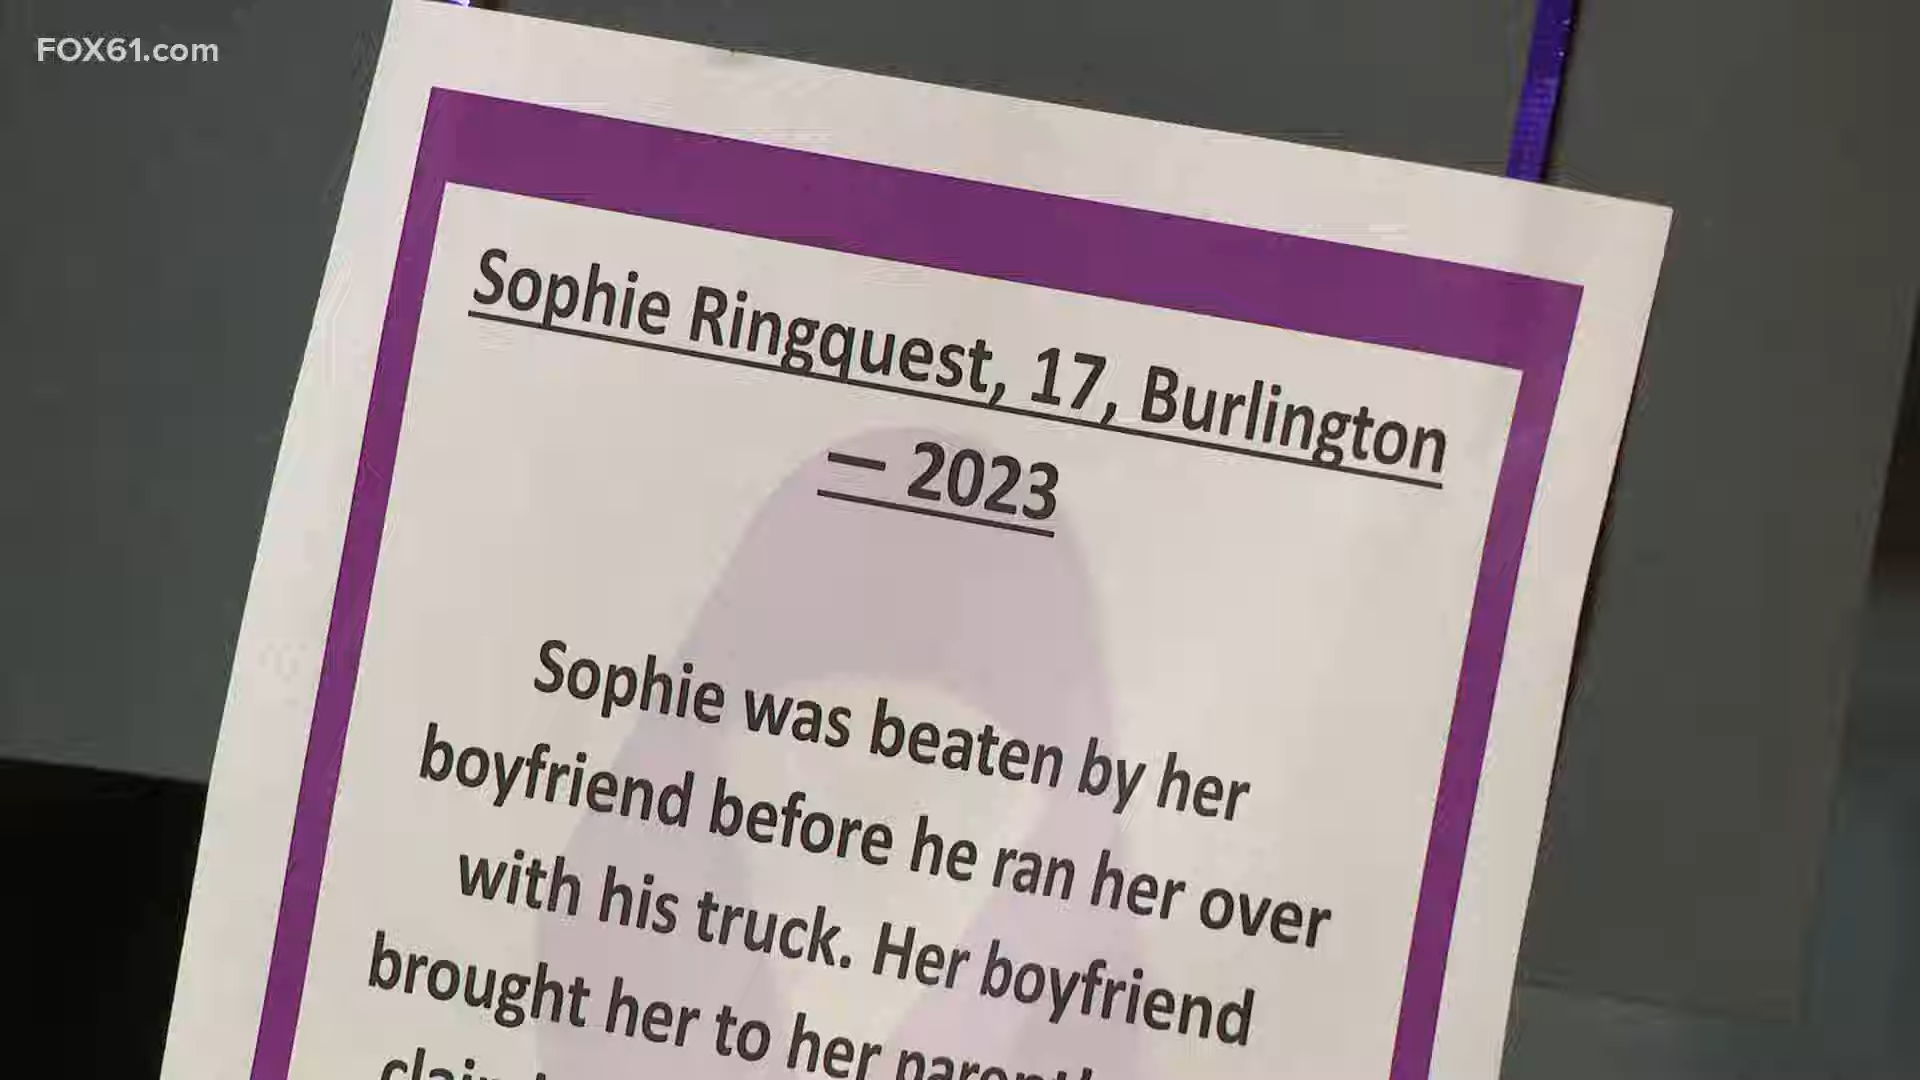 FOX61.com
Sophie Ringquest, 17, Burlington
— 2023
Sophie was beaten by her
boyfriend before he ran her over
with his truck. Her boyfriend
brought her to her